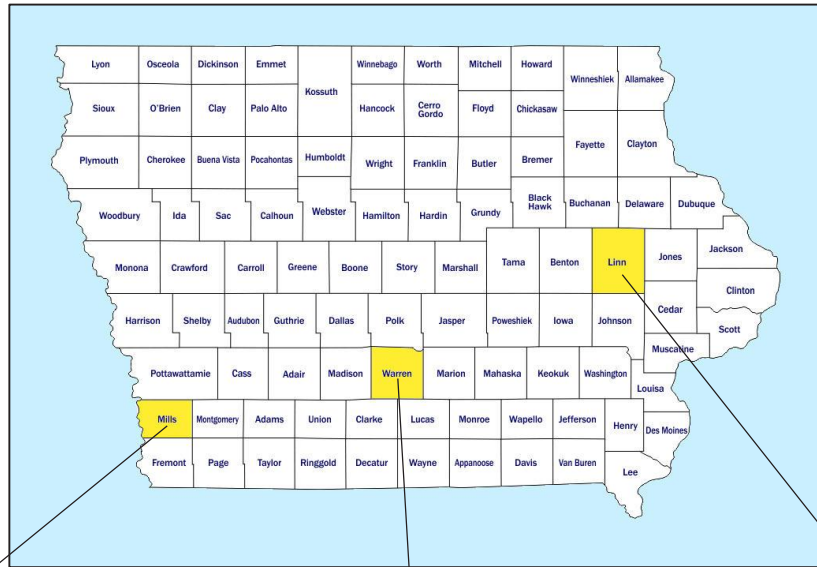 Lyon Osceola Dickinson Emmet Winnebago Worth Mitchell Howard
Winneshiek Allamakee
Kossuth
Sioux O'Brien Clay Palo Alto Hancock Cerro Gordo Floyd Chickasaw
Fayette Clayton
Plymouth Cherokee Buena Vista Pocahontas Humboldt Wright Franklin Butler Bremer
Woodbury Ida Sac Calhoun Webster Hamilton Hardin Grundy Black Hawk Buchanan Delaware Dubuque
Monona Crawford Carroll Greene Boone Story Marshall Tama Benton Linn Jones Jackson
Clinton
Harrison Shelby Audubon Guthrie Dallas Polk Jasper Poweshiek Iowa Johnson Cedar Scott
Muscatine
Pottawattamie Cass Adair Madison Warren Marion Mahaska Keokuk Washington
Louisa
Mills Montgomery Adams Union Clarke Lucas Monroe Wapello Jefferson Henry Des Moines
Fremont Page Taylor Ringgold Decatur Wayne Appanoose Davis Van Buren Lee